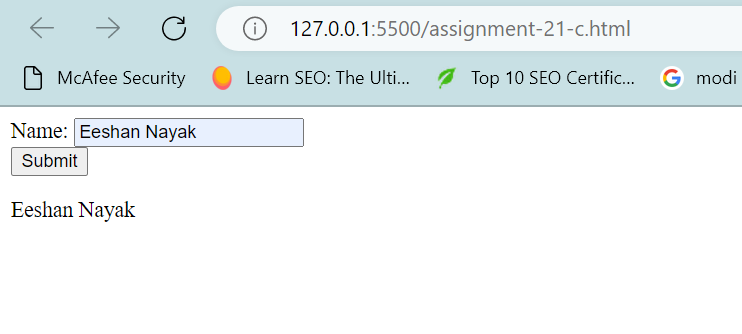 127.0.0.1:5500/assignment-21-c.html
McAfee Security Learn SEO: The Ulti... Top 10 SEO Certific... modi
Name: Eeshan Nayak
Submit
Eeshan Nayak